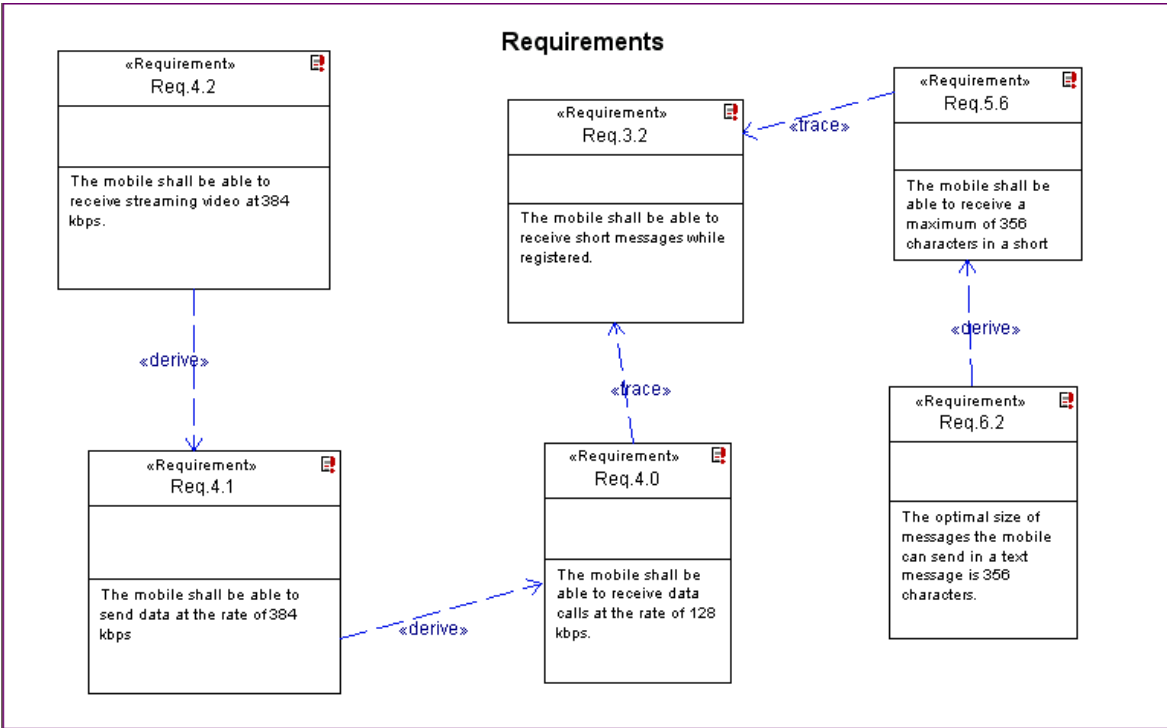 Requirements
«Requirement»
Req.4.2
The mobile shall be able to
receive streaming video at 384
kbps.
«derive»
«Requirement»
Req.4.1
The mobile shall be able to
send data at the rate of 384
kbps
«derive»
«Requirement»
Req.3.2
The mobile shall be able to
receive short messages while
registered.
«trace»
«Requirement»
Req.4.0
The mobile shall be
able to receive data
calls at the rate of 128
kbps.
«trace»
«Requirement»
Req.5.6
The mobile shall be
able to receive a
maximum of 356
characters in a short
«derive»
«Requirement»
Req.6.2
The optimal size of
messages the mobile
can send in a text
message is 356
characters.